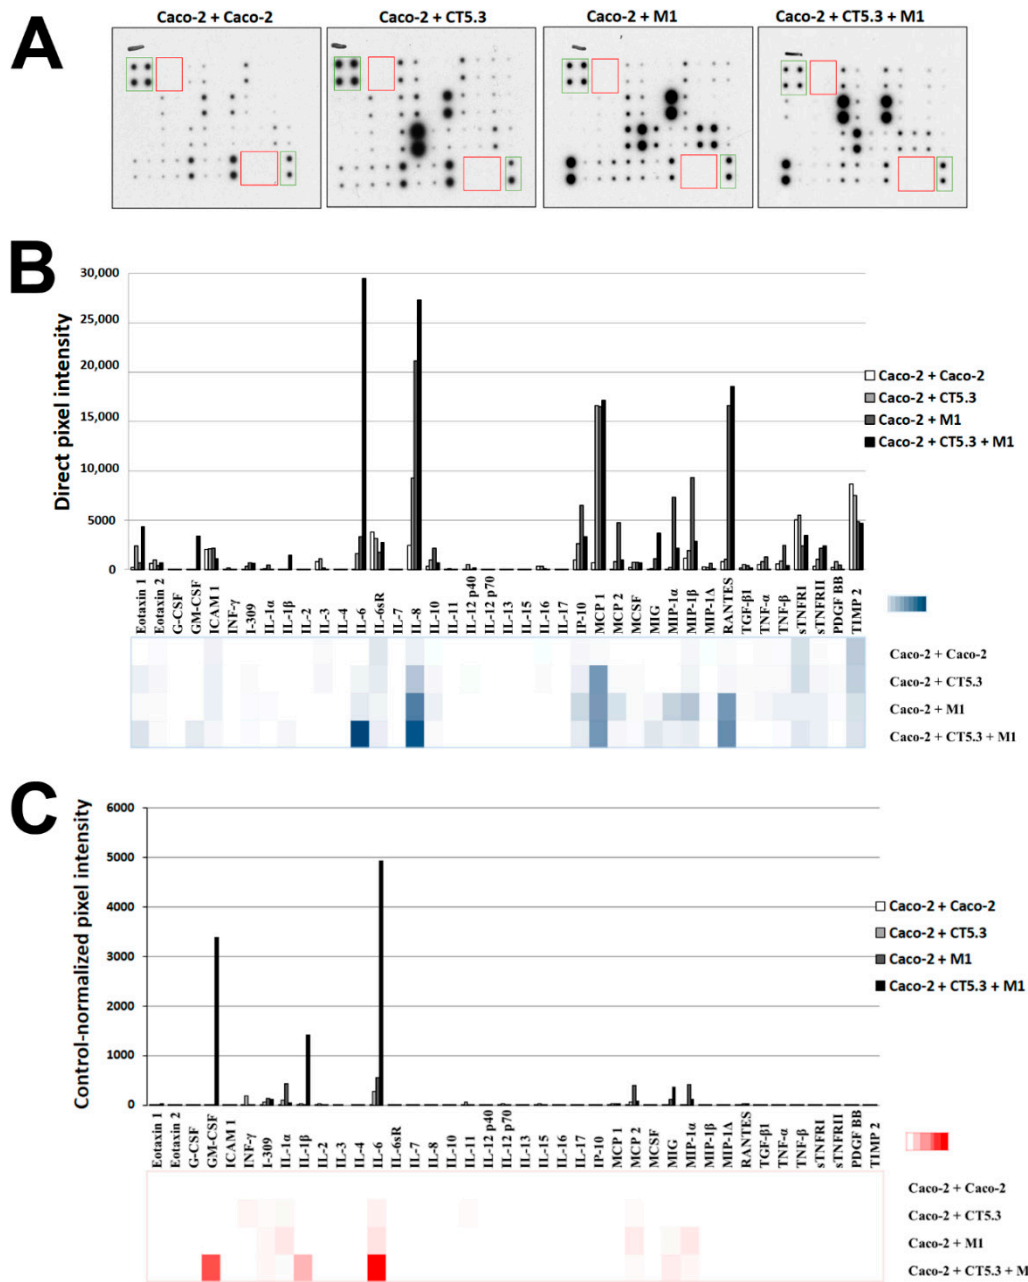 A
Caco-2 + Caco-2
Caco-2 + CT5.3
Caco-2 + M1
Caco-2 + CT5.3 + M1
B
Direct pixel intensity
30,000
25,000
20,000
15,000
10,000
5000
0
Caco-2 + Caco-2
Caco-2 + CT5.3
Caco-2 + M1
Caco-2 + CT5.3 + M1
Eotaxin 1
Eotaxin 2
G-CSF
GM-CSF
ICAM 1
INF-γ
I-309
IL-1α
IL-1β
IL-2
IL-3
IL-4
IL-6
IL-6sR
IL-7
IL-8
IL-10
IL-11
IL-12 p40
IL-12 p70
IL-13
IL-15
IL-16
IL-17
IP-10
MCP 1
MCP 2
MCSF
MIG
MIP-1α
MIP-1β
MIP-1Δ
RANTES
TGF-β1
TNF-α
TNF-β
sTNFRI
sTNFRII
PDGF BB
TIMP 2
Caco-2 + Caco-2
Caco-2 + CT5.3
Caco-2 + M1
Caco-2 + CT5.3 + M1
C
Control-normalized pixel intensity
6000
5000
4000
3000
2000
1000
0
Caco-2 + Caco-2
Caco-2 + CT5.3
Caco-2 + M1
Caco-2 + CT5.3 + M1
Eotaxin 1
Eotaxin 2
G-CSF
GM-CSF
ICAM 1
INF-γ
I-309
IL-1α
IL-1β
IL-2
IL-3
IL-4
IL-6
IL-6sR
IL-7
IL-8
IL-10
IL-11
IL-12 p40
IL-12 p70
IL-13
IL-15
IL-16
IL-17
IP-10
MCP 1
MCP 2
MCSF
MIG
MIP-1α
MIP-1β
MIP-1Δ
RANTES
TGF-β1
TNF-α
TNF-β
sTNFRI
sTNFRII
PDGF BB
TIMP 2
Caco-2 + Caco-2
Caco-2 + CT5.3
Caco-2 + M1
Caco-2 + CT5.3 + M